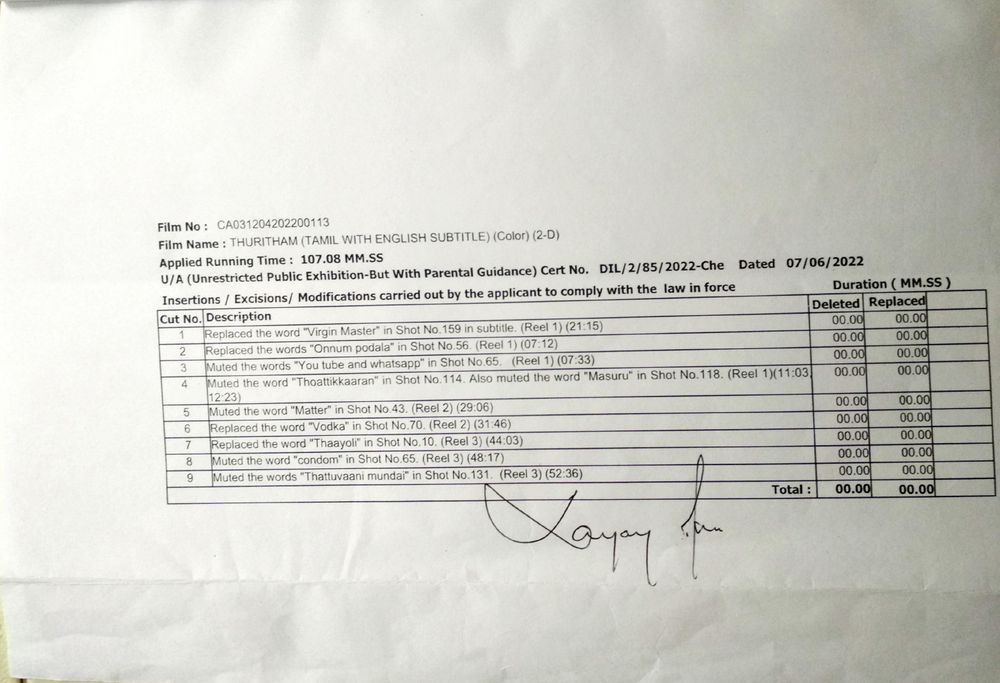 Film No : CA031204202200113
Film Name : THURITHAM (TAMIL WITH ENGLISH SUBTITLE) (Color) (2-D)
Applied Running Time : 107.08 MM.SS
U/A (Unrestricted Public Exhibition-But With Parental Guidance) Cert No. DIL/2/85/2022-Che Dated 07/06/2022
Insertions / Excisions/ Modifications carried out by the applicant to comply with the law in force Duration ( MM.SS )
Cut No. Description Deleted Replaced
1 Replaced the word "Virgin Master" in Shot No.159 in subtitle. (Reel 1) (21:15) 00.00 00.00
2 Replaced the words "Onnum podala" in Shot No.56. (Reel 1) (07:12) 00.00 00.00
3 Muted the words "You tube and whatsapp" in Shot No.65. (Reel 1) (07:33) 00.00 00.00
4 Muted the word "Thoattikkaaran" in Shot No.114. Also muted the word "Masuru" in Shot No.118. (Reel 1)(11:03, 00.00 00.00
12:23)
5 Muted the word "Matter" in Shot No.43. (Reel 2) (29:06) 00.00 00.00
6 Replaced the word "Vodka" in Shot No.70. (Reel 2) (31:46) 00.00 00.00
7 Replaced the word "Thaayoli" in Shot No.10. (Reel 3) (44:03) 00.00 00.00
8 Muted the word "condom" in Shot No.65. (Reel 3) (48:17) 00.00 00.00
9 Muted the words "Thattuvaani mundai" in Shot No.131. (Reel 3) (52:36) 00.00 00.00
Total : 00.00 00.00